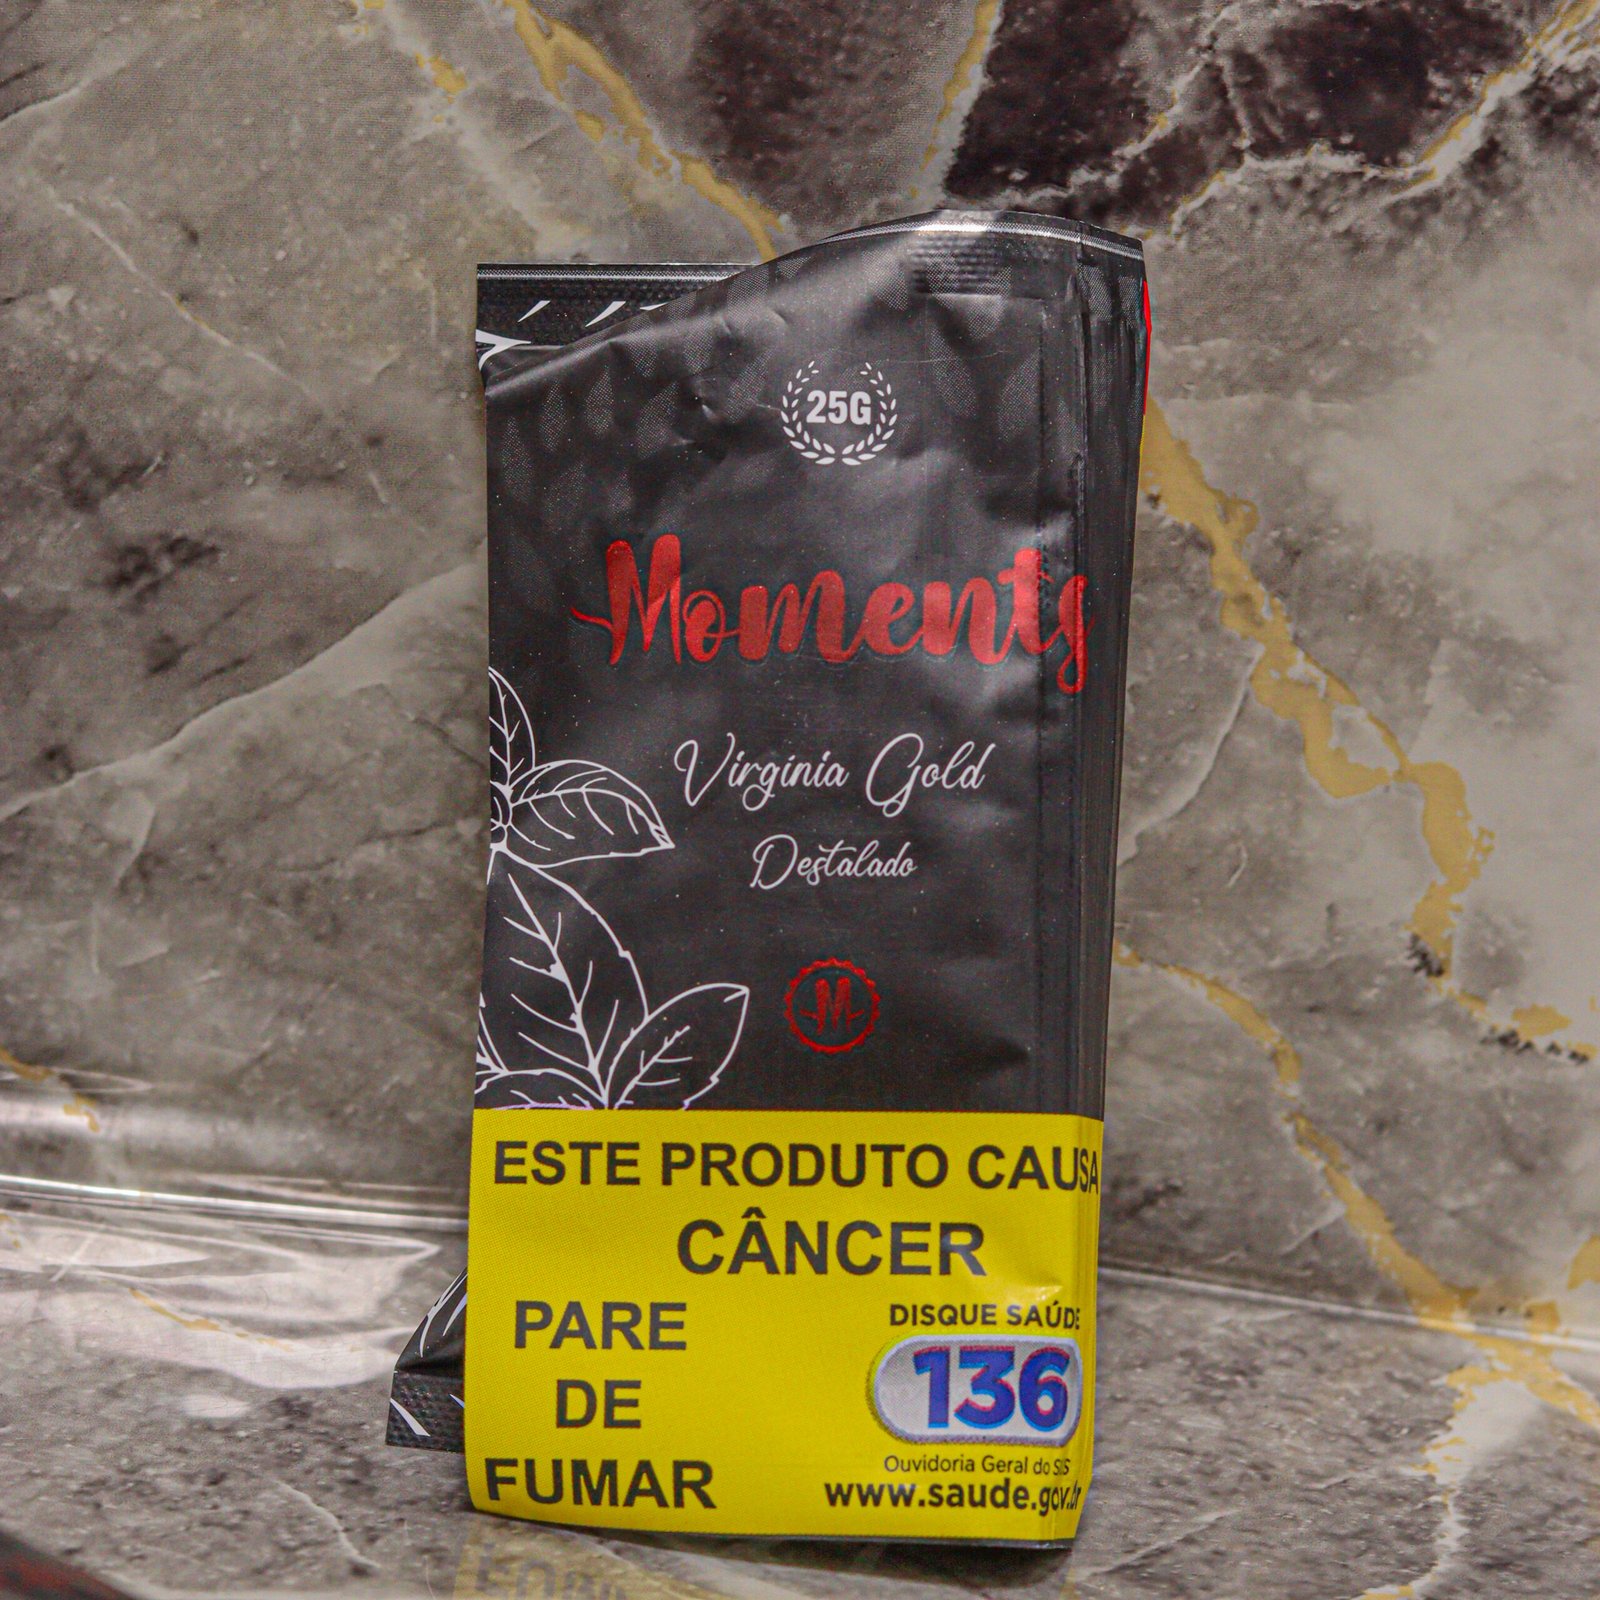 25G
Moments
Virgínia Gold
Destalado
M
ESTE PRODUTO CAUSA
CÂNCER
PARE
DE
FUMAR
DISQUE SAÚDE
136
Ouvidoria Geral do SUS
www.saude.gov.br